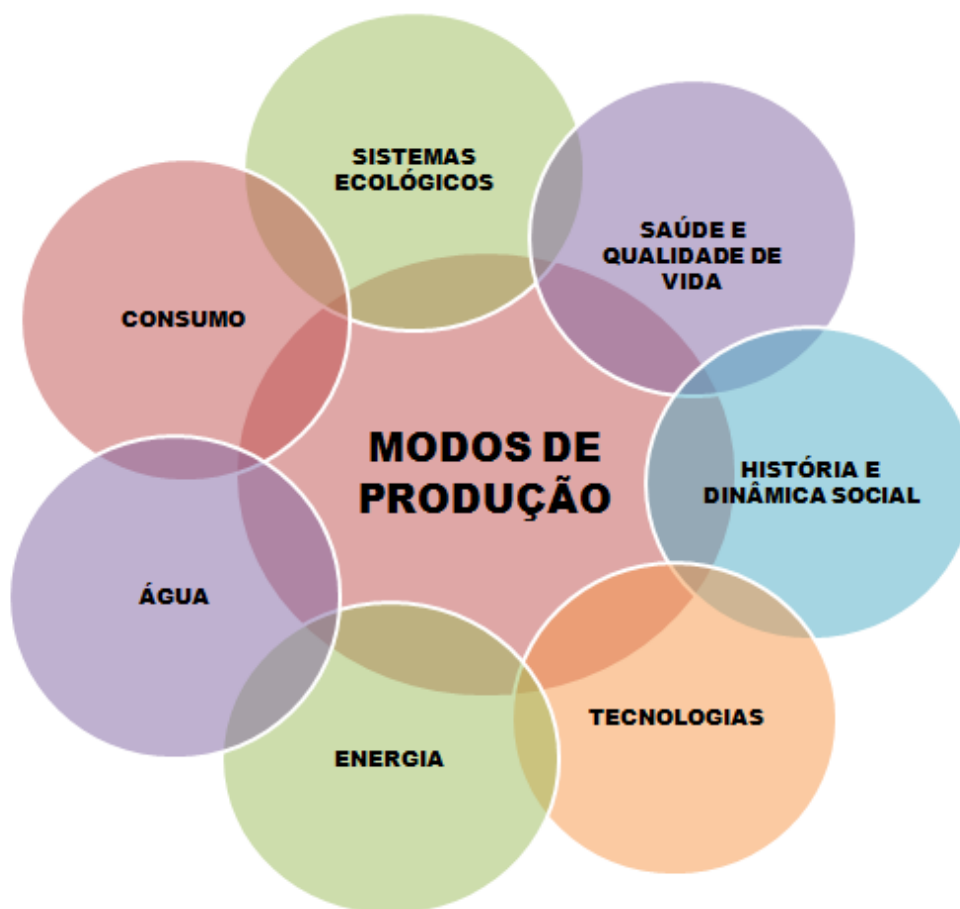 SISTEMAS
ECOLÓGICOS
SAÚDE E
QUALIDADE DE
VIDA
CONSUMO
MODOS DE
PRODUÇÃO
HISTÓRIA E
DINÂMICA SOCIAL
ÁGUA
TECNOLOGIAS
ENERGIA